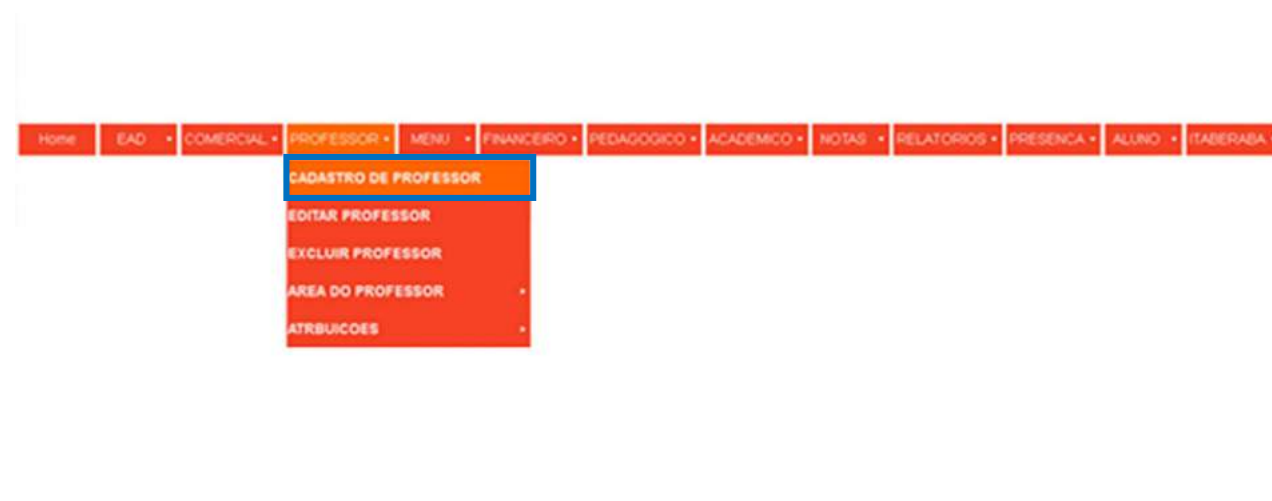 Home EAD COMERCIAL PROFESSOR MENU FINANCEIRO PEDAGOGICO ACADEMICO NOTAS RELATORIOS PRESENCA ALUNO ITABERABA
CADASTRO DE PROFESSOR
EDITAR PROFESSOR
EXCLUIR PROFESSOR
AREA DO PROFESSOR
ATRBUICOES